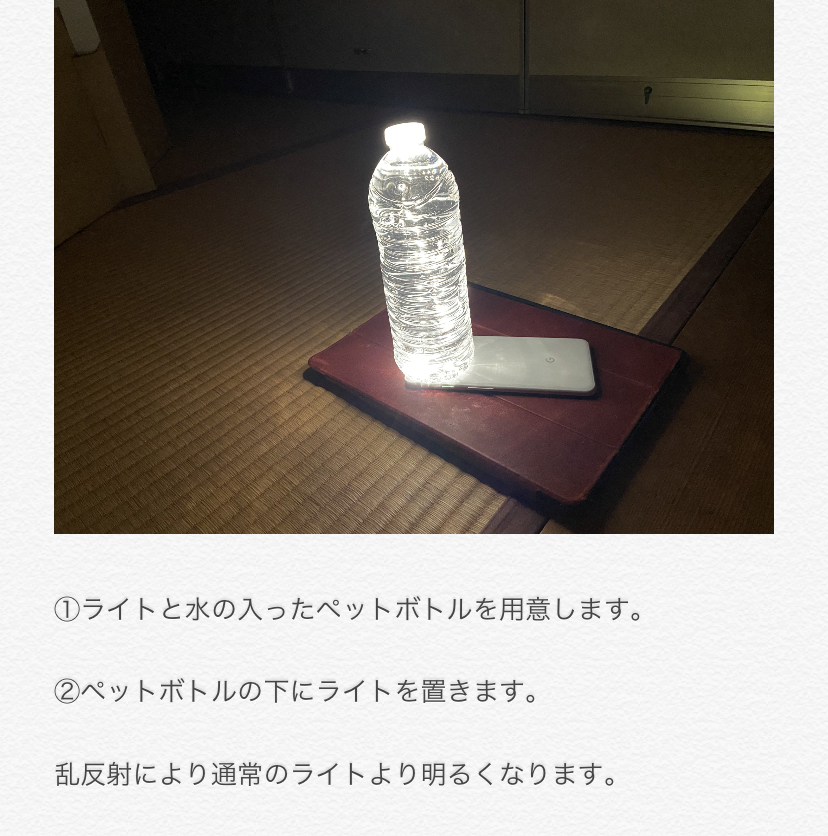 ①ライトと水の入ったペットボトルを用意します。
②ペットボトルの下にライトを置きます。
乱反射により通常のライトより明るくなります。